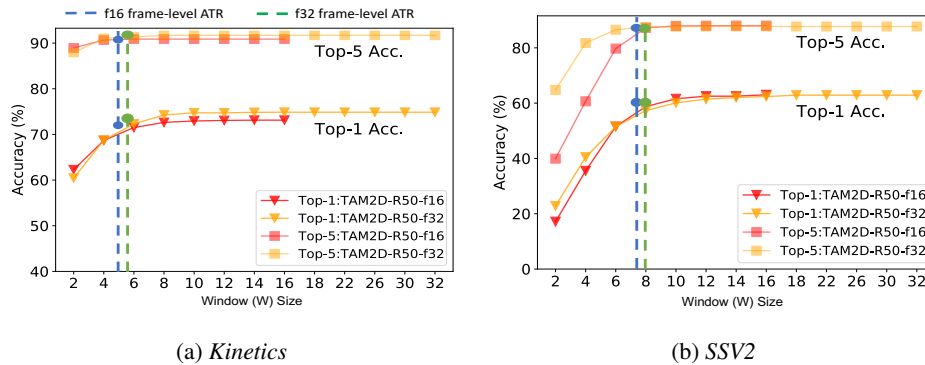 f16 frame-level ATR
f32 frame-level ATR
Accuracy (%)
90
80
70
60
50
40
Top-5 Acc.
Top-1 Acc.
Top-1:TAM2D-R50-f16
Top-1:TAM2D-R50-f32
Top-5:TAM2D-R50-f16
Top-5:TAM2D-R50-f32
2 4 6 8 10 12 14 16 18 22 26 30 32
Window (W) Size
(a) Kinetics
Accuracy (%)
80
60
40
20
0
Top-5 Acc.
Top-1 Acc.
Top-1:TAM2D-R50-f16
Top-1:TAM2D-R50-f32
Top-5:TAM2D-R50-f16
Top-5:TAM2D-R50-f32
2 4 6 8 10 12 14 16 18 22 26 30 32
Window (W) Size
(b) SSV2